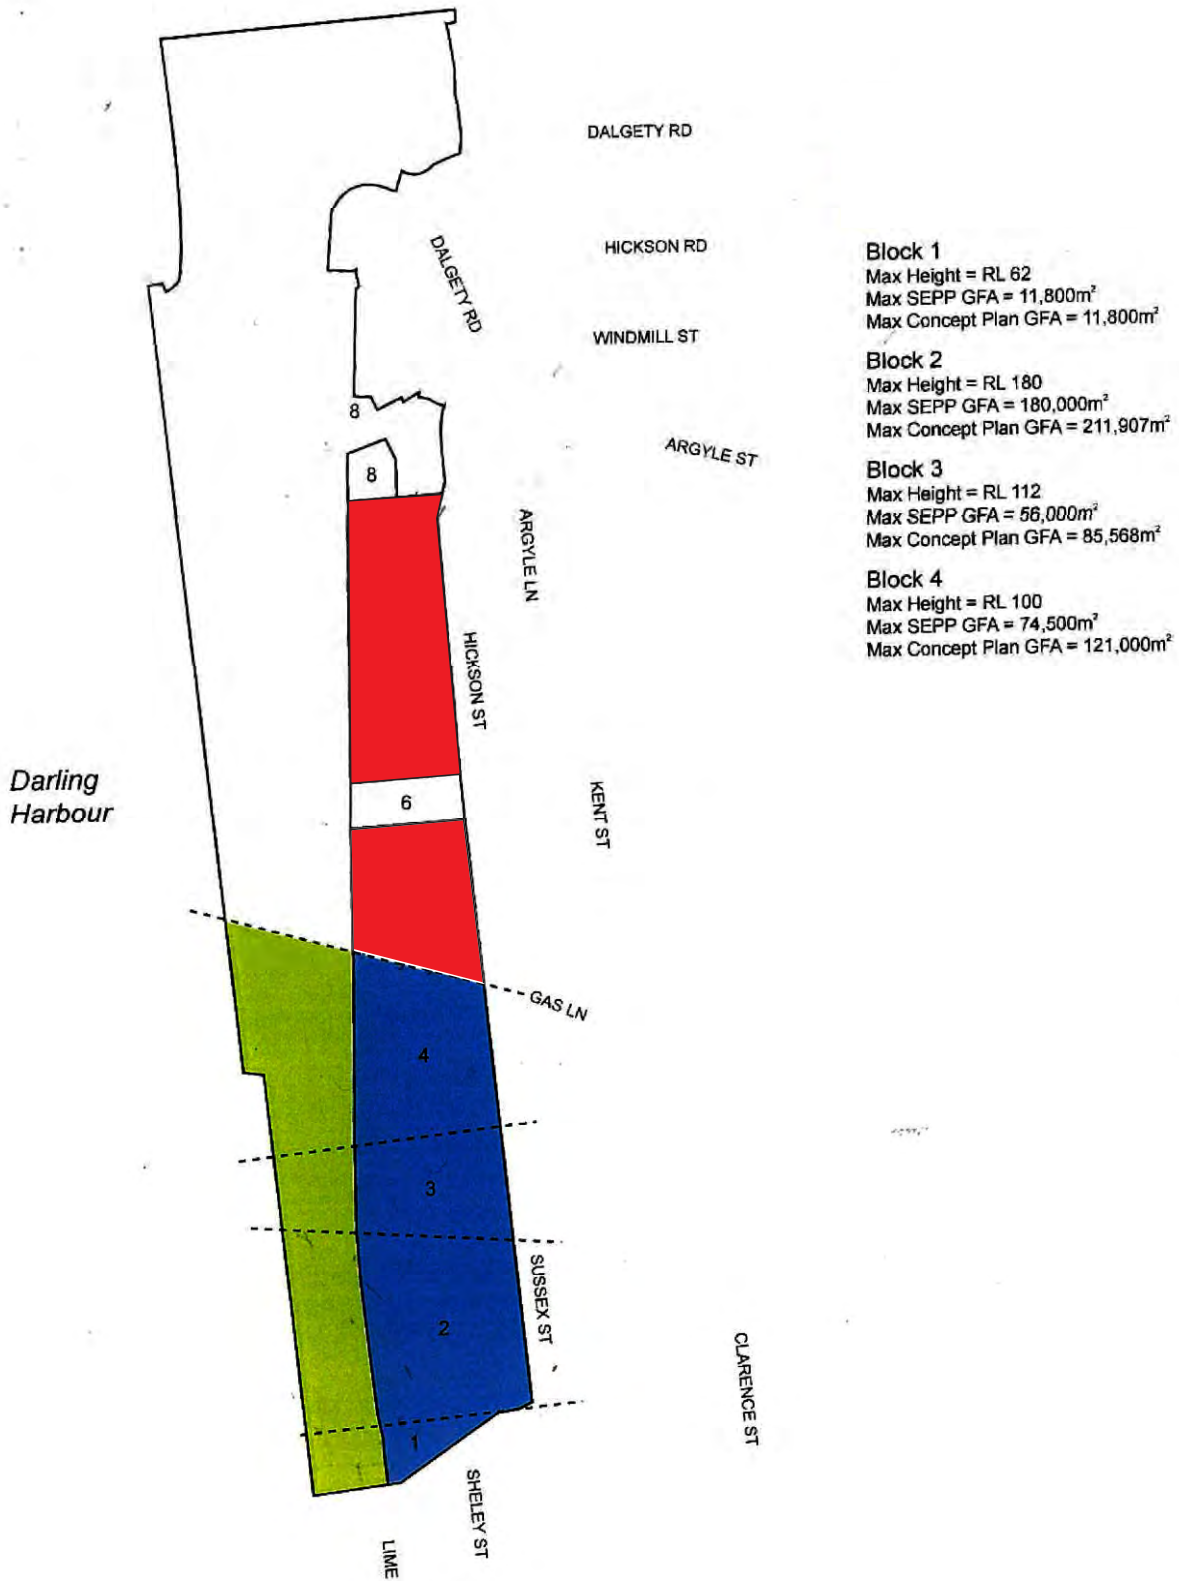 DALGETY RD
HICKSON RD
DALGETY RD
WINDMILL ST
8
ARGYLE ST
8
ARGYLE LN
HICKSON ST
KENT ST
6
Darling
Harbour
GAS LN
4
3
SUSSEX ST
2
CLARENCE ST
1
SHELEY ST
LIME
Block 1
Max Height = RL 62
Max SEPP GFA = 11,800m²
Max Concept Plan GFA = 11,800m²
Block 2
Max Height = RL 180
Max SEPP GFA = 180,000m²
Max Concept Plan GFA = 211,907m²
Block 3
Max Height = RL 112
Max SEPP GFA = 56,000m²
Max Concept Plan GFA = 85,568m²
Block 4
Max Height = RL 100
Max SEPP GFA = 74,500m²
Max Concept Plan GFA = 121,000m²